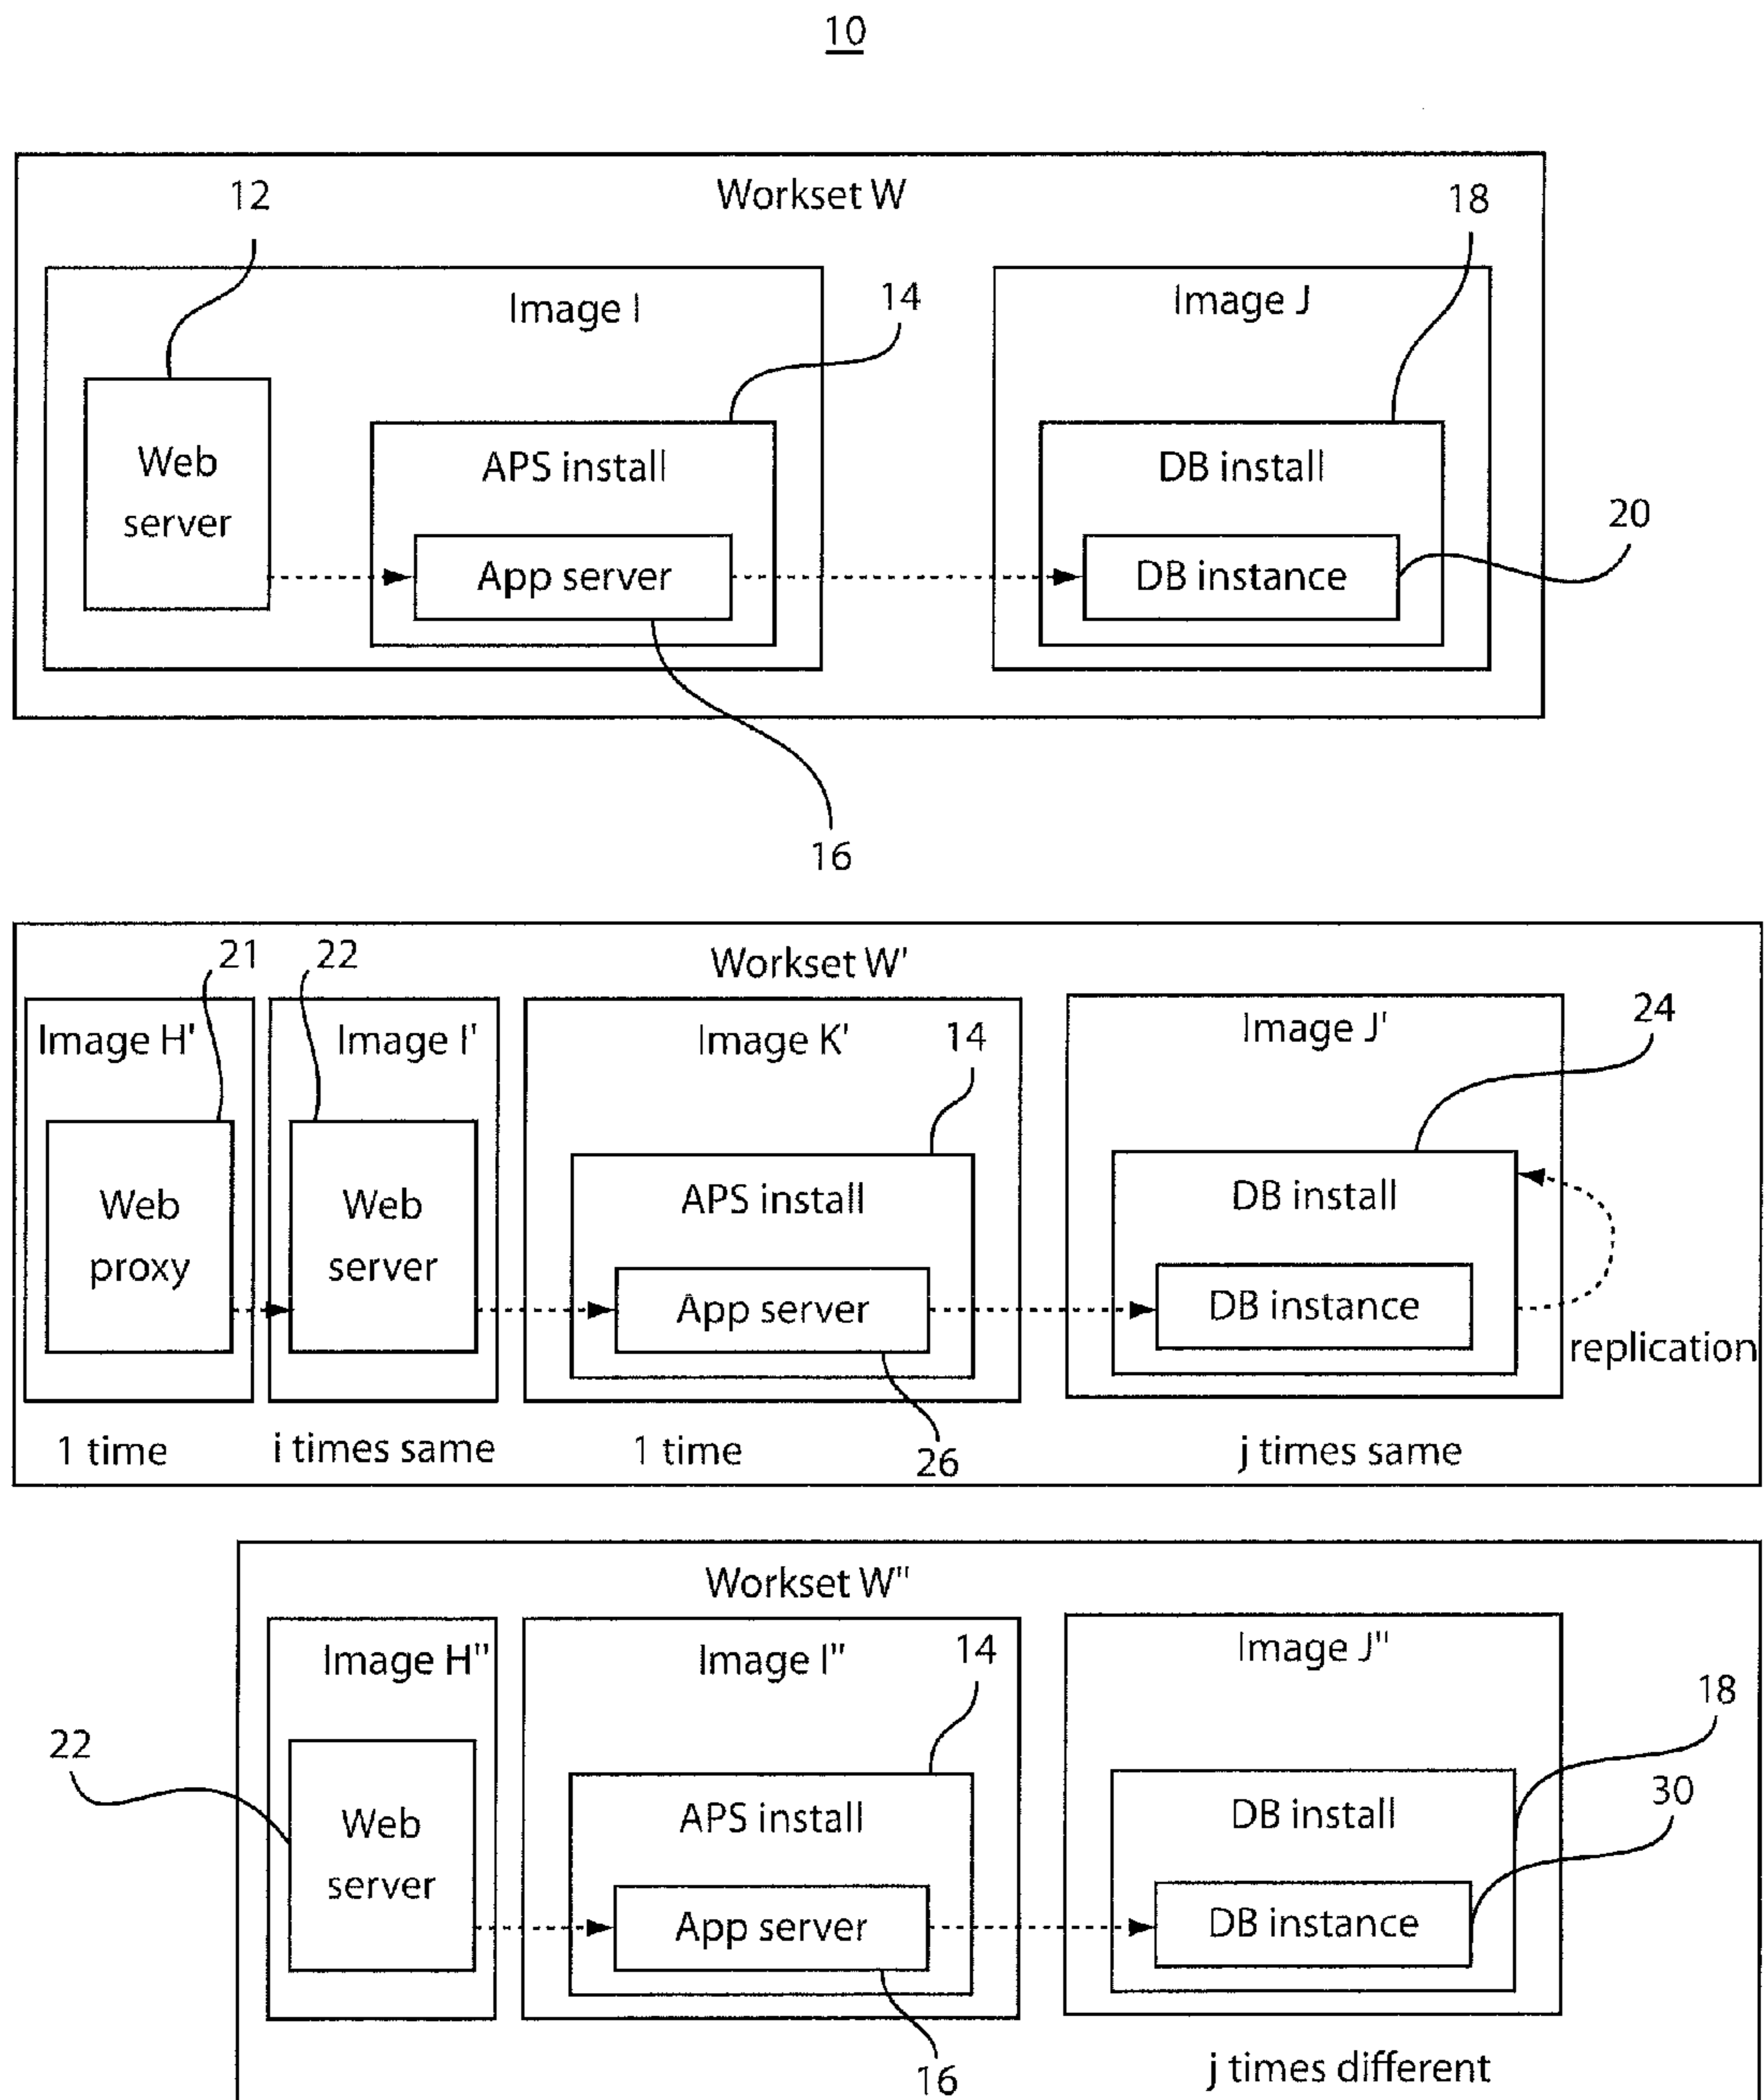 10
Workset W
12
18
Image I
14
Image J
Web
server
APS install
App server
DB install
DB instance
20
16
Workset W'
21
22
24
Image H'
Image I'
Image K'
14
Image J'
Web
proxy
Web
server
APS install
App server
DB install
DB instance
replication
1 time
i times same
1 time
26
j times same
Workset W"
Image H"
Image I"
14
Image J"
18
22
30
Web
server
APS install
App server
DB install
DB instance
16
j times different